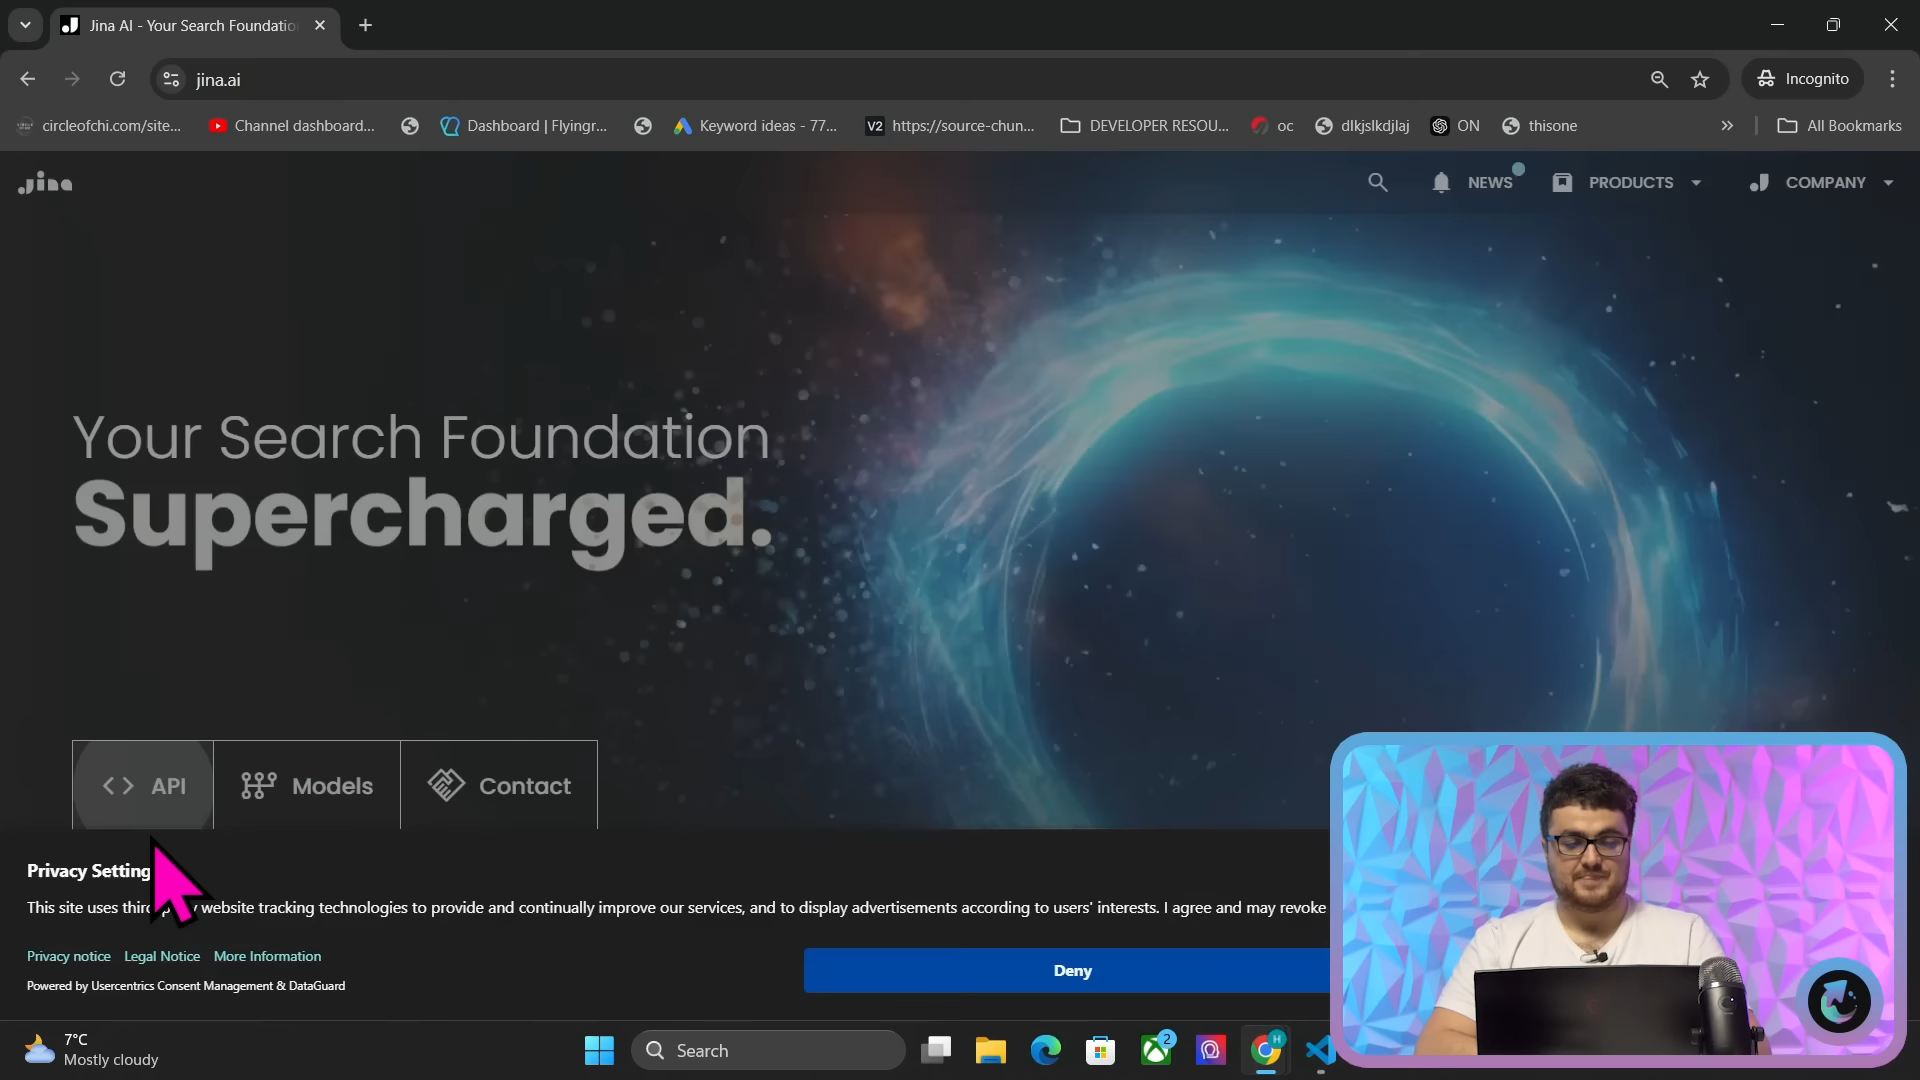 Jina AI - Your Search Foundatio
jina.ai
Incognito
circleofchi.com/site...
Channel dashboard...
Dashboard | Flyingr...
Keyword ideas - 77...
V2
https://source-chun...
DEVELOPER RESOU...
oc
dlkjslkdjlaj
ON
thisone
All Bookmarks
Jina
NEWS
PRODUCTS
COMPANY
Your Search Foundation
Supercharged.
API
Models
Contact
Privacy Setting
This site uses third p website tracking technologies to provide and continually improve our services, and to display advertisements according to users' interests. I agree and may revoke
Privacy notice Legal Notice More Information
Deny
Powered by Usercentrics Consent Management & DataGuard
7°C
Mostly cloudy
Search
2
H